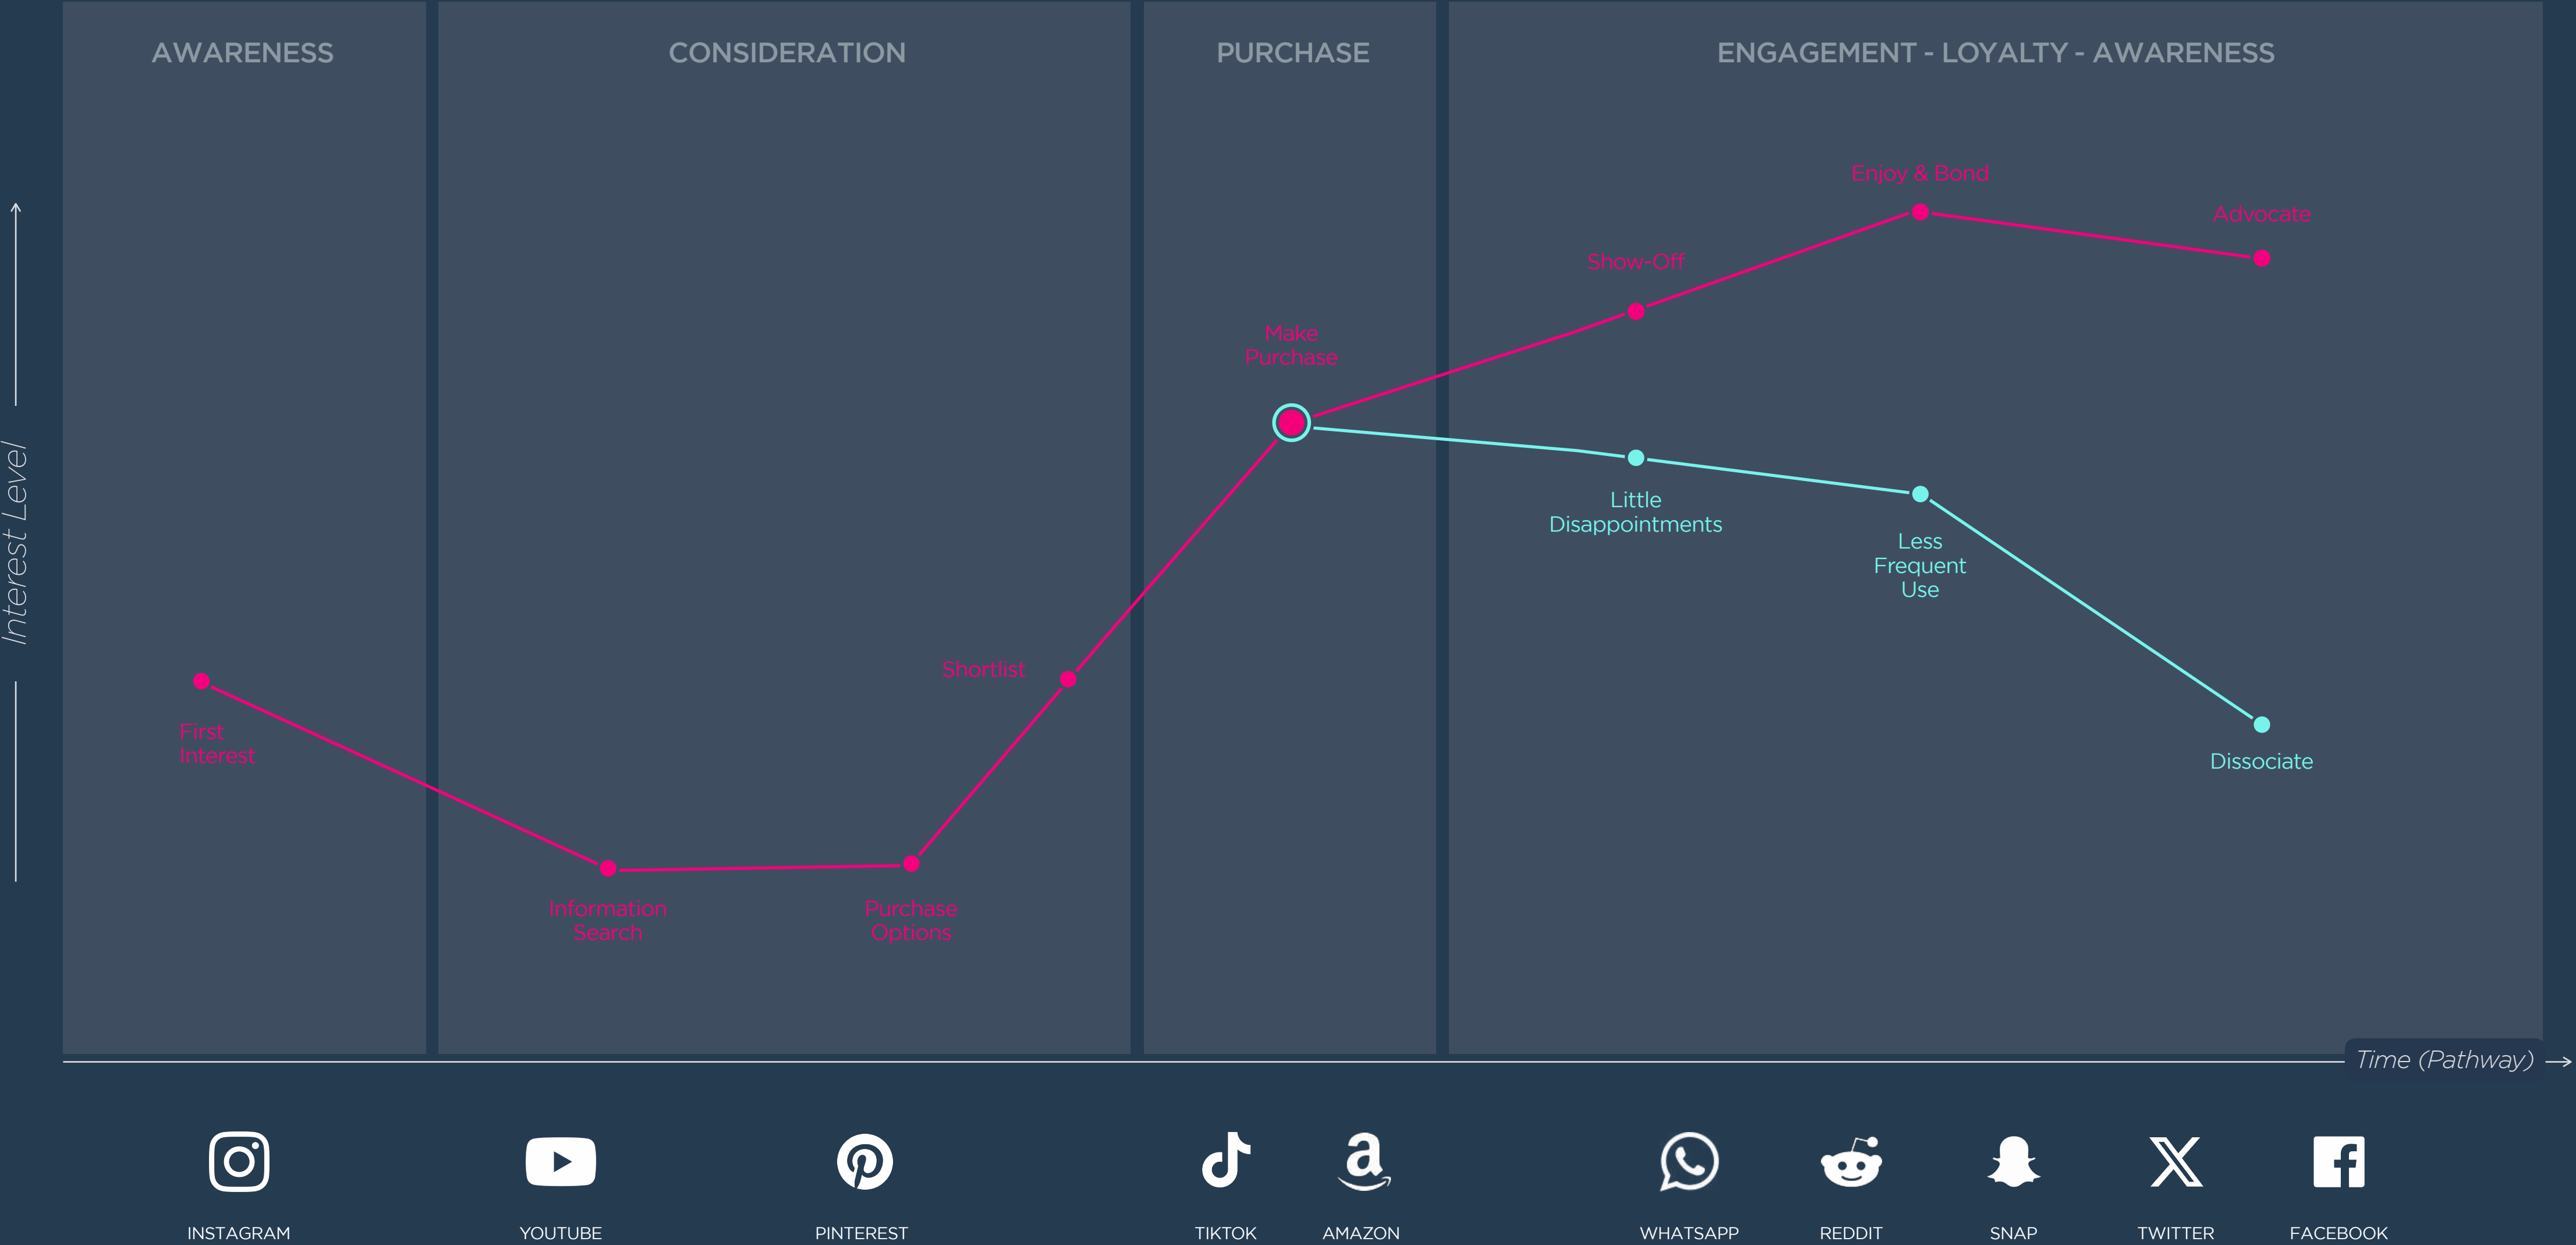 AWARENESS
CONSIDERATION
PURCHASE
ENGAGEMENT - LOYALTY - AWARENESS
Interest Level
First
Interest
Information
Search
Purchase
Options
Shortlist
Make
Purchase
Show-Off
Enjoy & Bond
Advocate
Little
Disappointments
Less
Frequent
Use
Dissociate
Time (Pathway)
INSTAGRAM
YOUTUBE
PINTEREST
TIKTOK
AMAZON
WHATSAPP
REDDIT
SNAP
TWITTER
FACEBOOK